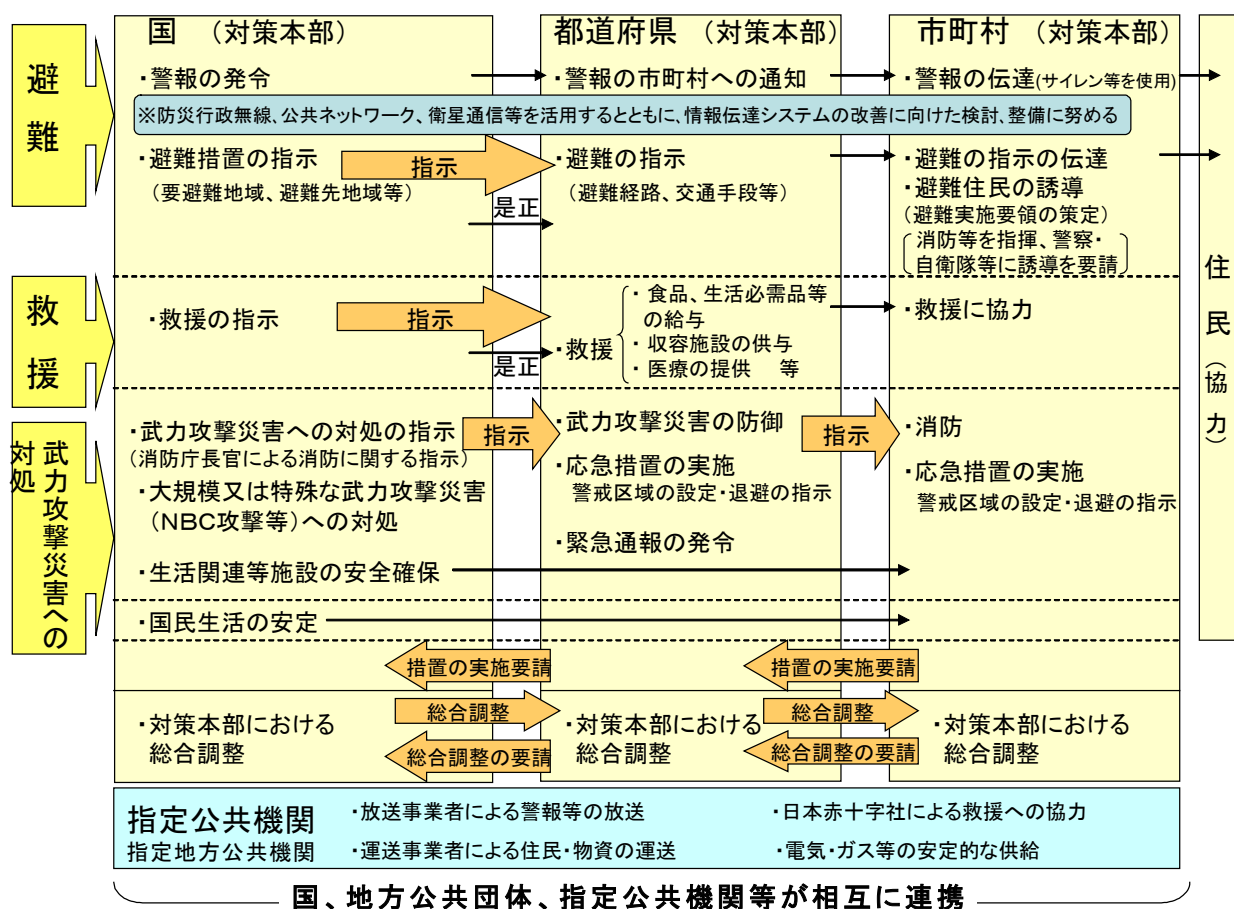 国 (対策本部)
都道府県 (対策本部)
市町村 (対策本部)
避難
・警報の発令
・警報の市町村への通知
・警報の伝達(サイレン等を使用)
※防災行政無線、公共ネットワーク、衛星通信等を活用するとともに、情報伝達システムの改善に向けた検討、整備に努める
・避難措置の指示
(要避難地域、避難先地域等)
指示
是正
・避難の指示
(避難経路、交通手段等)
・避難の指示の伝達
・避難住民の誘導
(避難実施要領の策定)
消防等を指揮、警察・
自衛隊等に誘導を要請
住民(協力)
救援
・救援の指示
指示
是正
・救援
・ 食品、生活必需品等
の給与
・ 収容施設の供与
・ 医療の提供 等
・救援に協力
武力攻撃災害への
対処
・武力攻撃災害への対処の指示
(消防庁長官による消防に関する指示)
・大規模又は特殊な武力攻撃災害
(NBC攻撃等)への対処
指示
・武力攻撃災害の防御
・応急措置の実施
警戒区域の設定・退避の指示
・緊急通報の発令
指示
・消防
・応急措置の実施
警戒区域の設定・退避の指示
・生活関連等施設の安全確保
・国民生活の安定
措置の実施要請
措置の実施要請
・対策本部における
総合調整
総合調整
総合調整の要請
・対策本部における
総合調整
総合調整
総合調整の要請
・対策本部における
総合調整
指定公共機関
指定地方公共機関
・放送事業者による警報等の放送
・日本赤十字社による救援への協力
・運送事業者による住民・物資の運送
・電気・ガス等の安定的な供給
国、地方公共団体、指定公共機関等が相互に連携